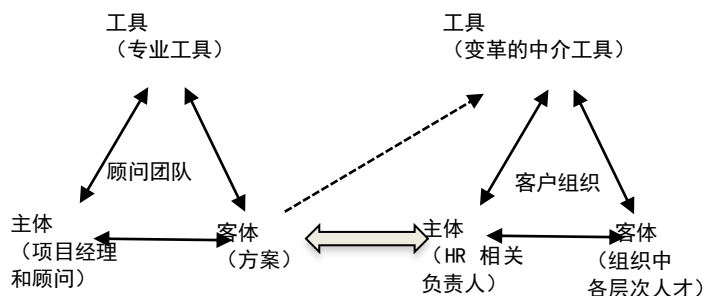 工具
（专业工具）
工具
（变革的中介工具）
顾问团队
客户组织
主体
（项目经理
和顾问）
客体
（方案）
主体
（HR 相关
负责人）
客体
（组织中
各层次人才）